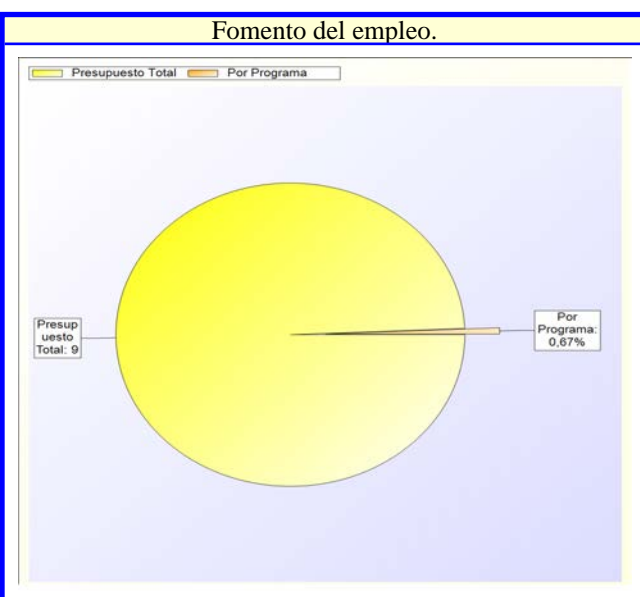 Fomento del empleo.
Presupuesto Total Por Programa
Presup
uesto
Total: 9
Por
Programa:
0,67%